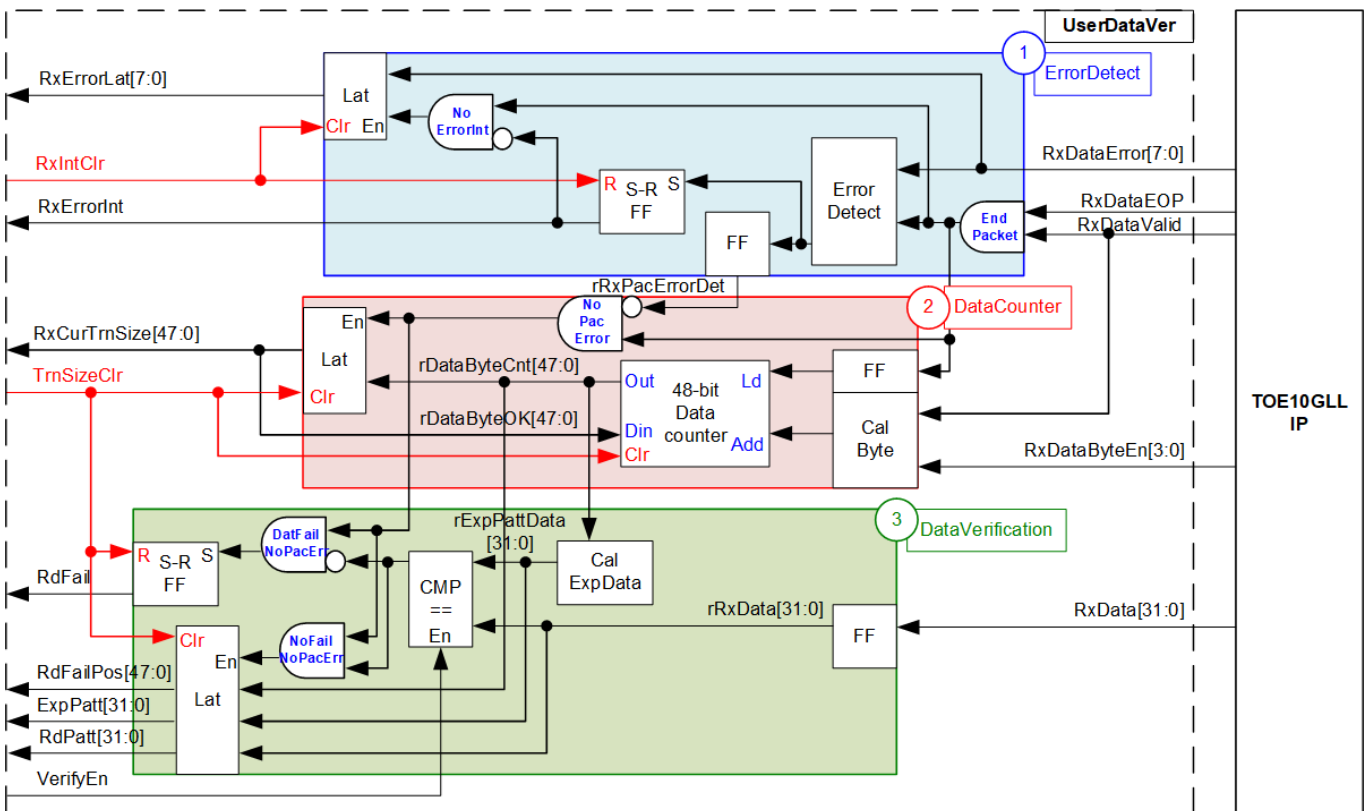 UserDataVer
1
ErrorDetect
RxErrorLat[7:0]
Lat
Clr En
No
ErrorInt
RxIntClr
RxErrorInt
R S-R S
FF
FF
Error
Detect
End
Packet
RxDataError[7:0]
RxDataEOP
RxDataValid
rRxPacErrorDet
2
DataCounter
No
Pac
Error
RxCurTrnSize[47:0]
En
Lat
Clr
TrnSizeClr
rDataByteCnt[47:0]
rDataByteOK[47:0]
Out Ld
48-bit
Data
counter
Din
Add
Clr
FF
Cal
Byte
RxDataByteEn[3:0]
TOE10GLL
IP
3
DataVerification
DatFail
NoPacErr
rExpPattData
[31:0]
R S-R S
FF
RdFail
CMP
==
En
Cal
ExpData
rRxData[31:0]
FF
RxData[31:0]
Clr
En
Lat
NoFail
NoPacErr
RdFailPos[47:0]
ExpPatt[31:0]
RdPatt[31:0]
VerifyEn